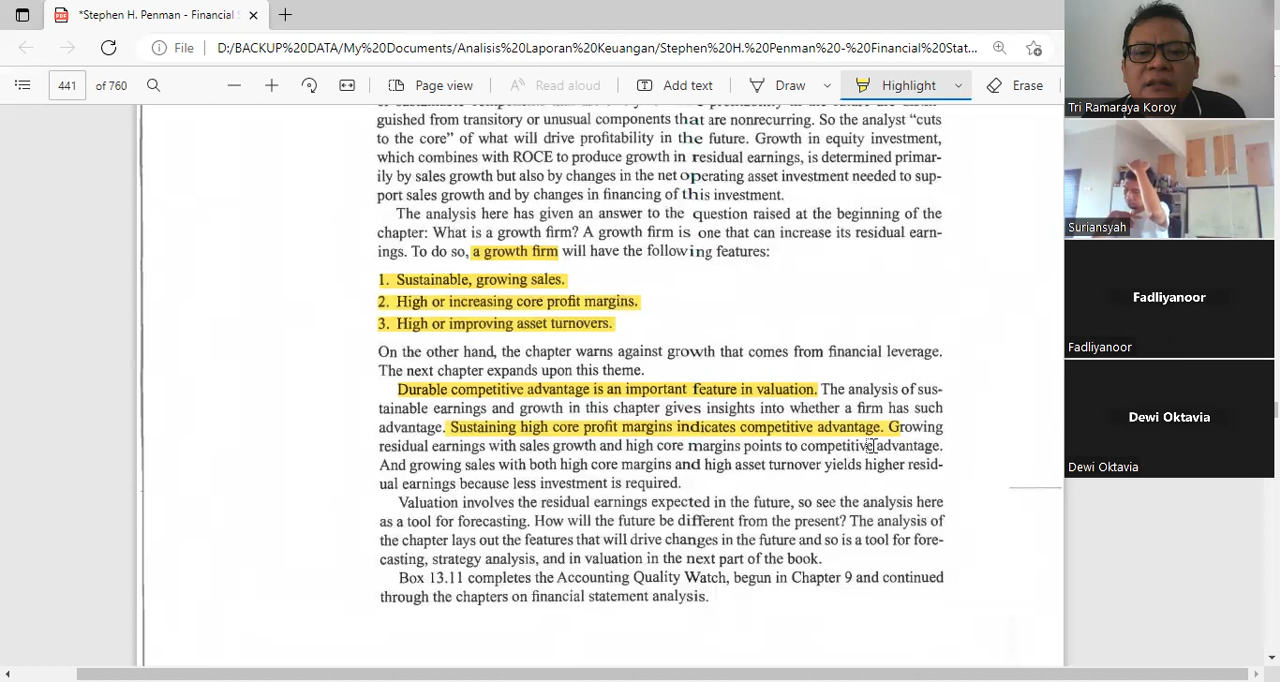 *Stephen H. Penman - Financial S
File D:/BACKUP%20DATA/My%20Documents/Analisis%20Laporan%20Keuangan/Stephen%20H.%20Penman%20-%20Financial%20Stat...
441 of 760 Page view Read aloud Add text Draw Highlight Erase
guished from transitory or unusual components that are nonrecurring. So the analyst “cuts
to the core” of what will drive profitability in the future. Growth in equity investment,
which combines with ROCE to produce growth in residual earnings, is determined primar-
ily by sales growth but also by changes in the net operating asset investment needed to sup-
port sales growth and by changes in financing of this investment.
The analysis here has given an answer to the question raised at the beginning of the
chapter: What is a growth firm? A growth firm is one that can increase its residual earn-
ings. To do so, a growth firm will have the following features:
1. Sustainable, growing sales.
2. High or increasing core profit margins.
3. High or improving asset turnovers.
On the other hand, the chapter warns against growth that comes from financial leverage.
The next chapter expands upon this theme.
Durable competitive advantage is an important feature in valuation. The analysis of sus-
tainable earnings and growth in this chapter gives insights into whether a firm has such
advantage. Sustaining high core profit margins indicates competitive advantage. Growing
residual earnings with sales growth and high core margins points to competitive advantage.
And growing sales with both high core margins and high asset turnover yields higher resid-
ual earnings because less investment is required.
Valuation involves the residual earnings expected in the future, so see the analysis here
as a tool for forecasting. How will the future be different from the present? The analysis of
the chapter lays out the features that will drive changes in the future and so is a tool for fore-
casting, strategy analysis, and in valuation in the next part of the book.
Box 13.11 completes the Accounting Quality Watch, begun in Chapter 9 and continued
through the chapters on financial statement analysis.
Tri Ramaraya Koroy
Suriansyah
Fadliyanoor
Fadliyanoor
Dewi Oktavia
Dewi Oktavia